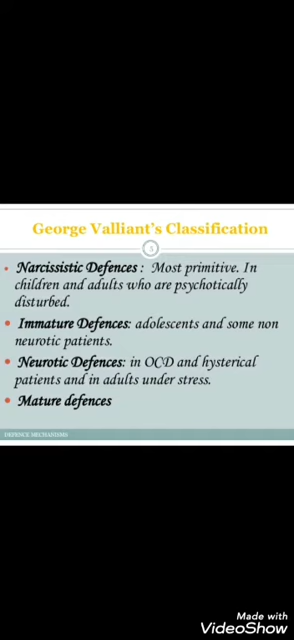 George Valliant's Classification
3
• Narcissistic Defences : Most primitive. In
children and adults who are psychotically
disturbed.
• Immature Defences: adolescents and some non
neurotic patients.
• Neurotic Defences: in OCD and hysterical
patients and in adults under stress.
• Mature defences
DEFENCE MECHANISMS
Made with
VideoShow